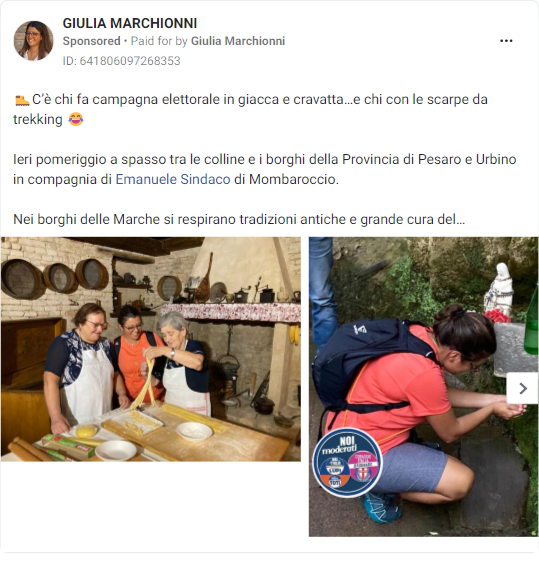 GIULIA MARCHIONNI
Sponsored • Paid for by Giulia Marchionni
ID: 641806097268353
🥾C'è chi fa campagna elettorale in giacca e cravatta…e chi con le scarpe da
trekking 😂
Ieri pomeriggio a spasso tra le colline e i borghi della Provincia di Pesaro e Urbino
in compagnia di Emanuele Sindaco di Mombaroccio.
Nei borghi delle Marche si respirano tradizioni antiche e grande cura del…
NOI
moderati